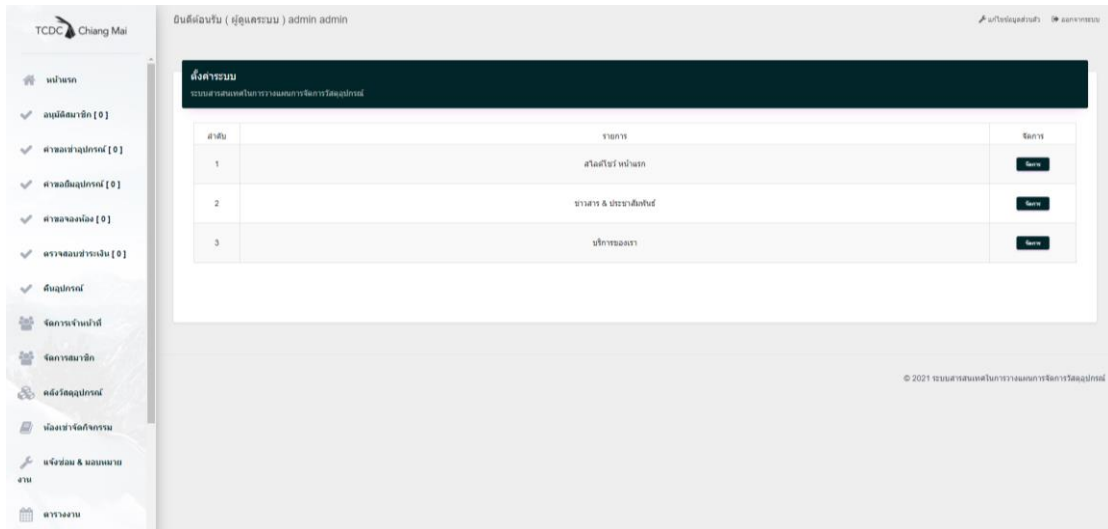 TCDC Chiang Mai
ยินดีต้อนรับ ( ผู้ดูแลระบบ ) admin admin
แก้ไขข้อมูลส่วนตัว
ออกจากระบบ
หน้าแรก
อนุมัติสมาชิก [ 0 ]
คำขอเช่าอุปกรณ์ [ 0 ]
คำขอยืมอุปกรณ์ [ 0 ]
คำขอจองห้อง [ 0 ]
ตรวจสอบชำระเงิน [ 0 ]
คืนอุปกรณ์
จัดการเจ้าหน้าที่
จัดการสมาชิก
คลังวัสดุอุปกรณ์
ห้องเช่าจัดกิจกรรม
แจ้งซ่อม & มอบหมาย
งาน
ตารางงาน
ตั้งค่าระบบ
ระบบสารสนเทศในการวางแผนการจัดการวัสดุอุปกรณ์
ลำดับ รายการ จัดการ
1 สไลด์โชว์ หน้าแรก จัดการ
2 ข่าวสาร & ประชาสัมพันธ์ จัดการ
3 บริการของเรา จัดการ
© 2021 ระบบสารสนเทศในการวางแผนการจัดการวัสดุอุปกรณ์